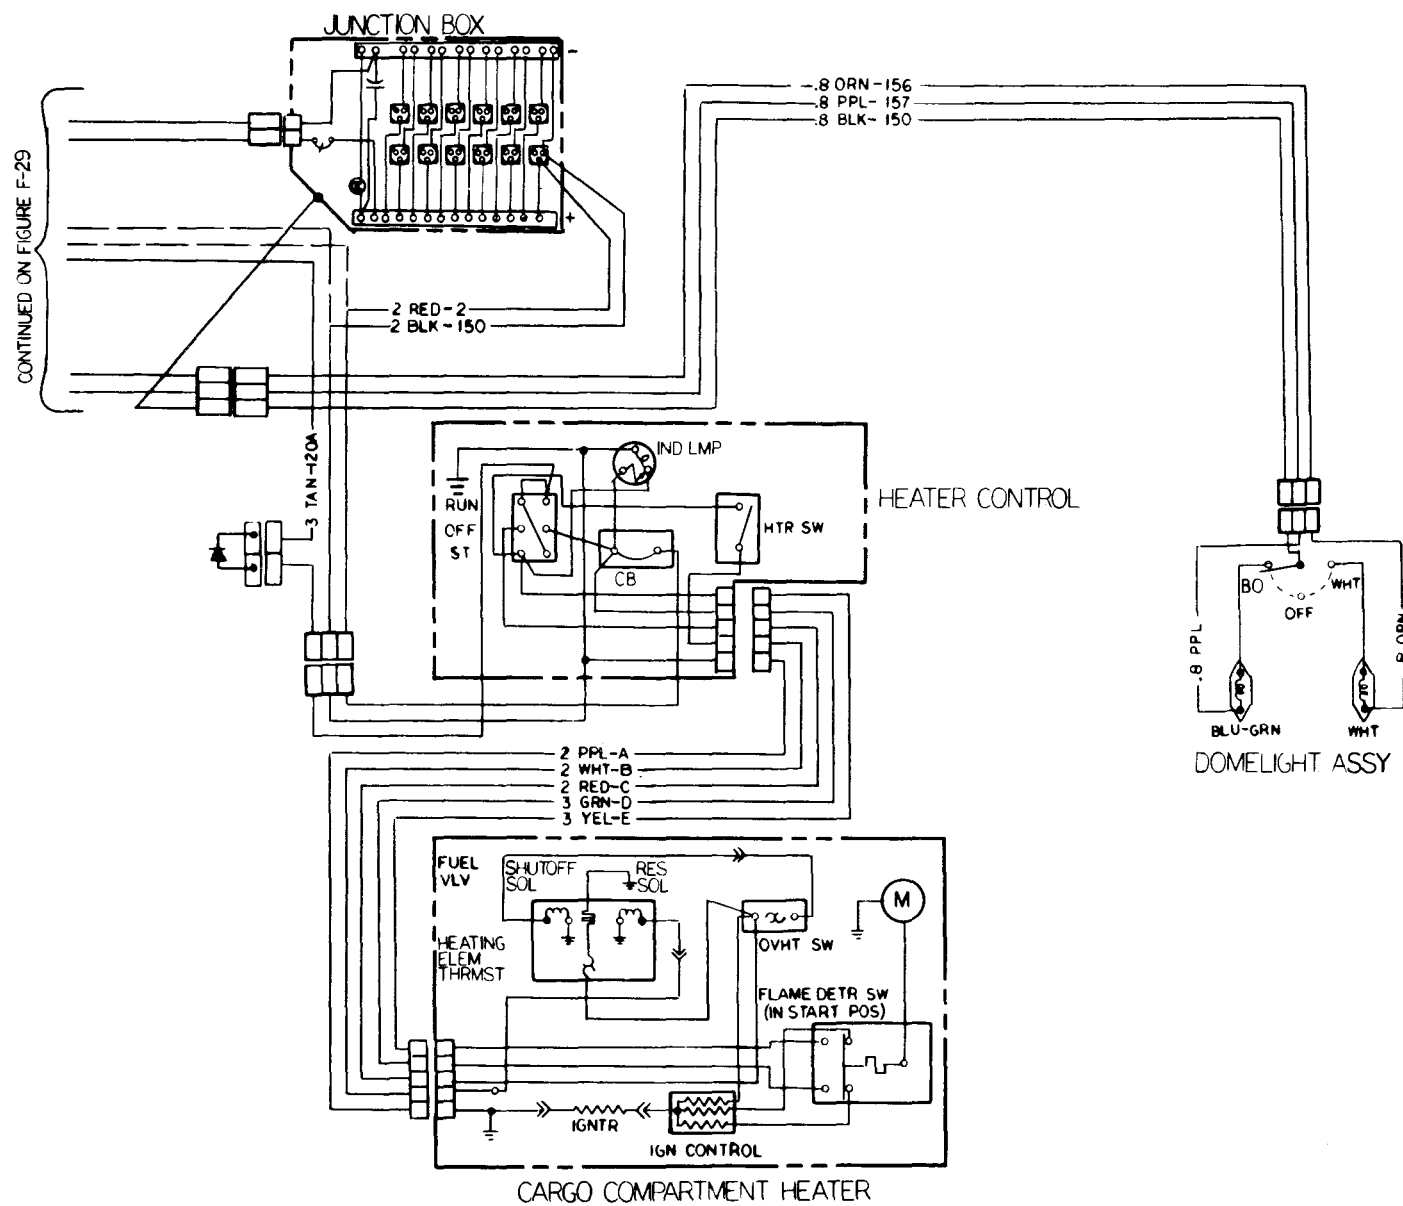 JUNCTION BOX
-
+
CONTINUED ON FIGURE F-29
.8 ORN-156
.8 PPL-157
.8 BLK-150
2 RED-2
2 BLK-150
3 TAN-120A
IND LMP
RUN
OFF
ST
HTR SW
CB
HEATER CONTROL
BO
WHT
OFF
.8 PPL
.8 ORN
BLU-GRN
WHT
DOMELIGHT ASSY
2 PPL-A
2 WHT-B
2 RED-C
3 GRN-D
3 YEL-E
FUEL
VLV
SHUTOFF
SOL
RES
SOL
M
HEATING
ELEM
THRMST
OVHT SW
FLAME DETR SW
(IN START POS)
IGNTR
IGN CONTROL
CARGO COMPARTMENT HEATER